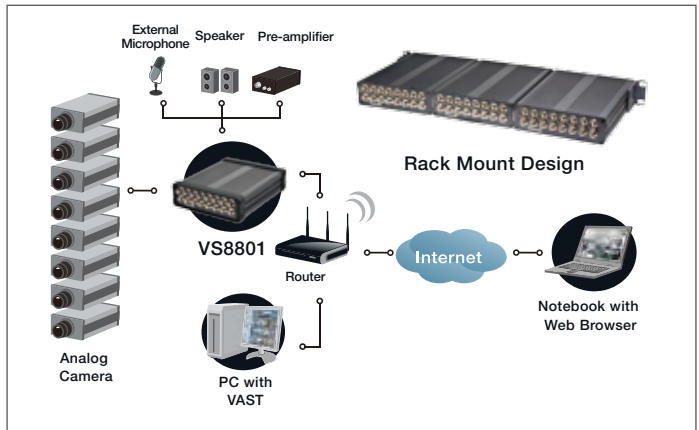 External
Microphone
Speaker
Pre-amplifier
Rack Mount Design
VS8801
Router
Internet
Notebook with
Web Browser
Analog
Camera
PC with
VAST